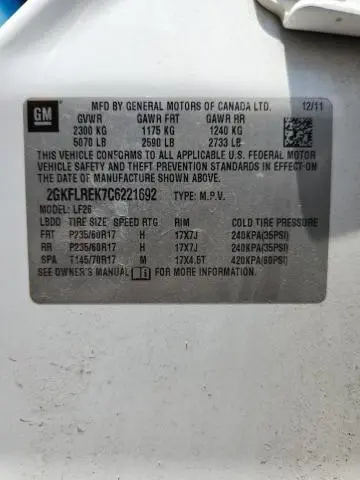 GM MFD BY GENERAL MOTORS OF CANADA LTD. 12/11
GVWR GAWR FRT GAWR RR
2300 KG 1175 KG 1240 KG
5070 LB 2590 LB 2733 LB
THIS VEHICLE CONFORMS TO ALL APPLICABLE U.S. FEDERAL MOTOR
VEHICLE SAFETY AND THEFT PREVENTION STANDARDS IN EFFECT ON
THE DATE OF MANUFACTURE SHOWN ABOVE.
2GKFLREK7C6221692 TYPE: M.P.V.
MODEL: LF26
LBDO TIRE SIZE SPEED RTG RIM COLD TIRE PRESSURE
FRT P235/60R17 H 17X7J 240KPA(35PSI)
RR P235/60R17 H 17X7J 240KPA(35PSI)
SPA T145/70R17 M 17X4.5T 420KPA(60PSI)
SEE OWNER'S MANUAL FOR MORE INFORMATION.